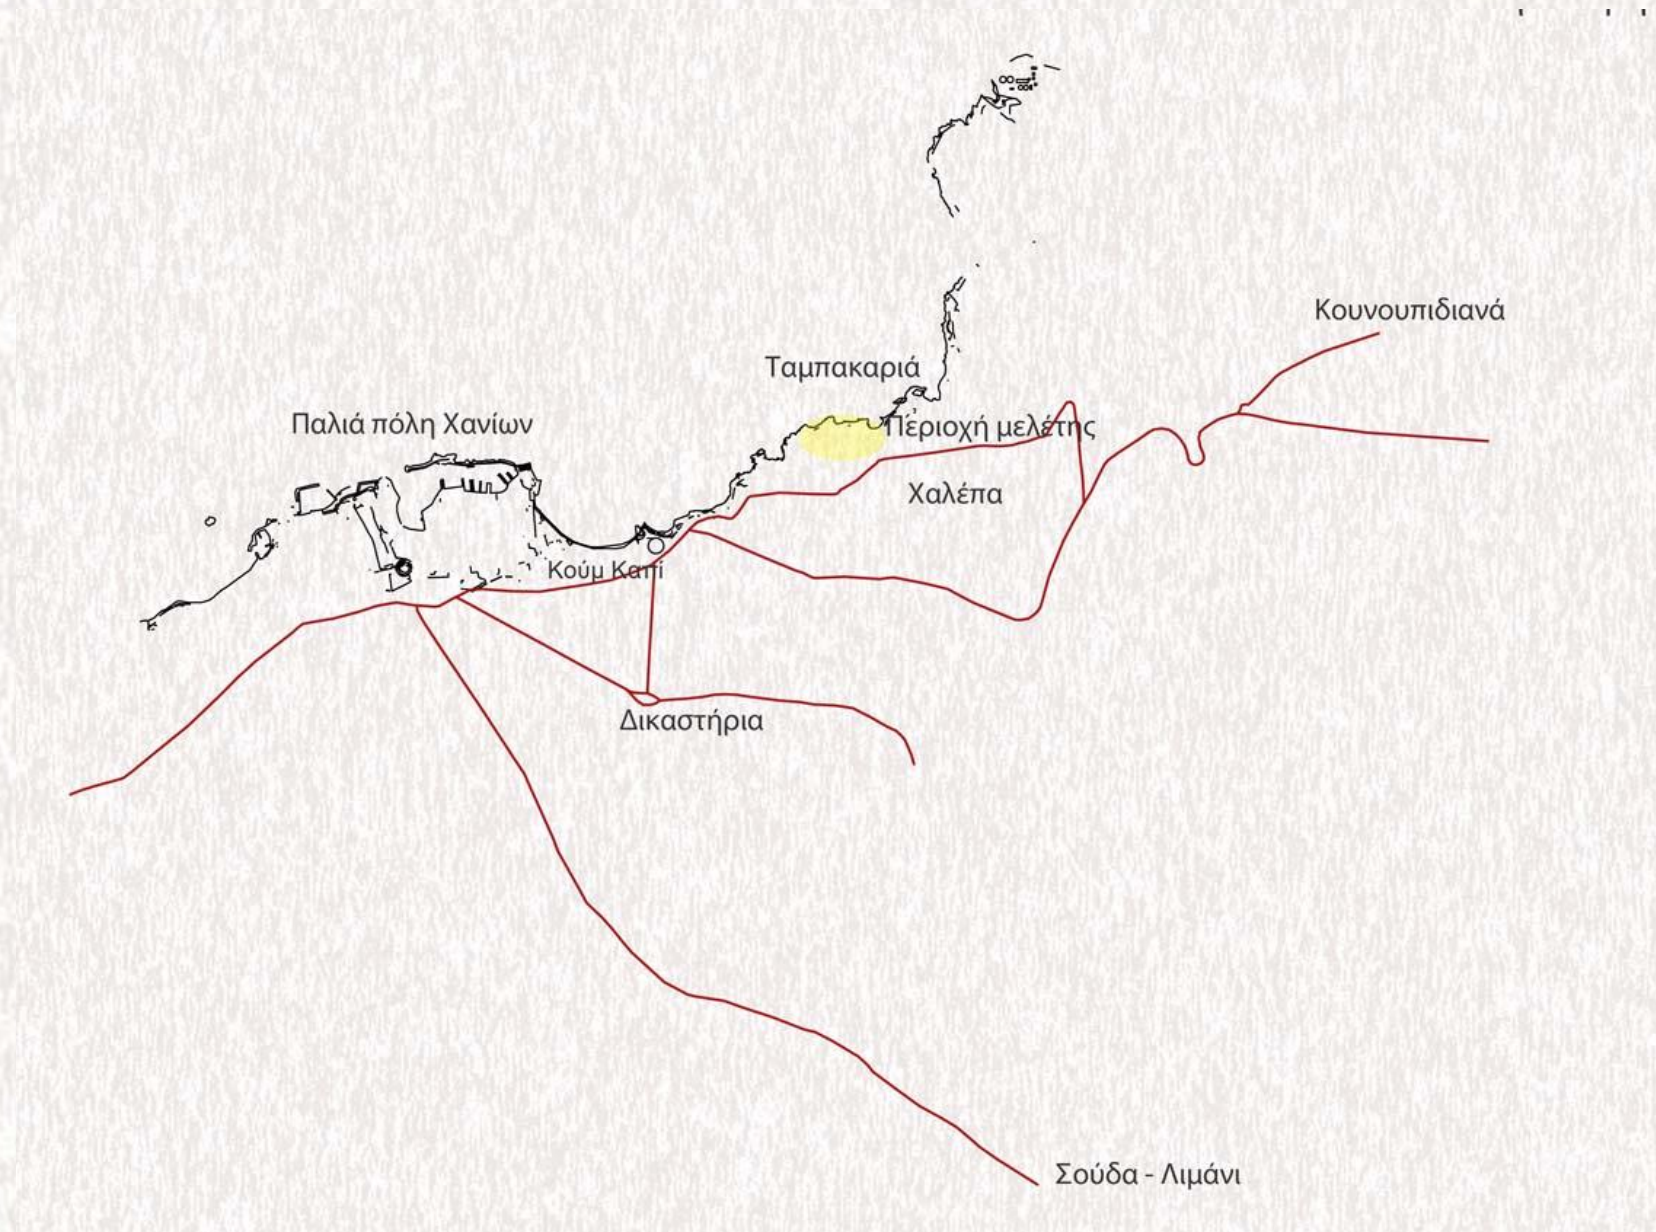 Κουνουπιδιανά
Ταμπακαριά
Παλιά πόλη Χανίων
Περιοχή μελέτης
Χαλέπα
Κούμ Καπί
Δικαστήρια
Σούδα - Λιμάνι